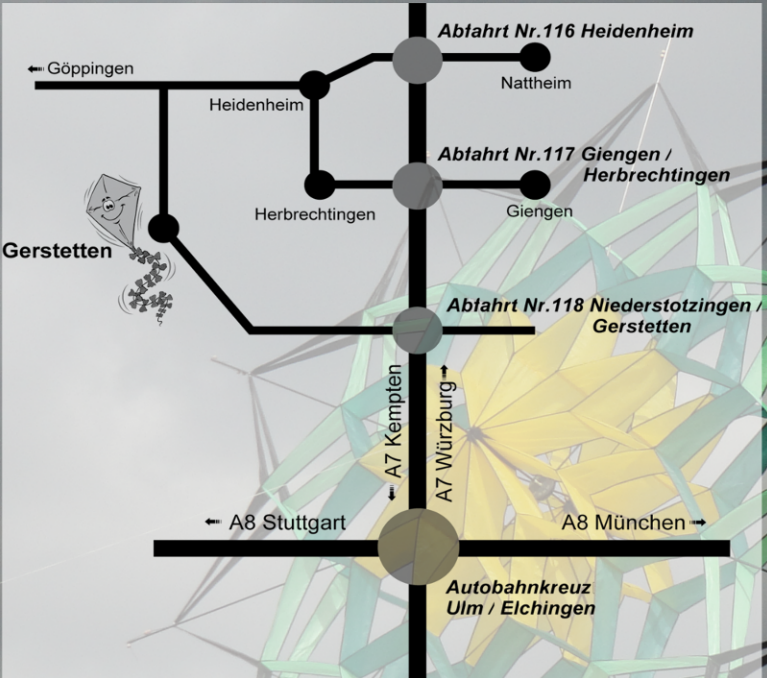 Abfahrt Nr.116 Heidenheim
Göppingen
Nattheim
Heidenheim
Abfahrt Nr.117 Giengen /
Herbrechtingen
Herbrechtingen
Giengen
Gerstetten
Abfahrt Nr.118 Niederstotzingen /
Gerstetten
A7 Kempten
A7 Würzburg
A8 Stuttgart
A8 München
Autobahnkreuz
Ulm / Elchingen